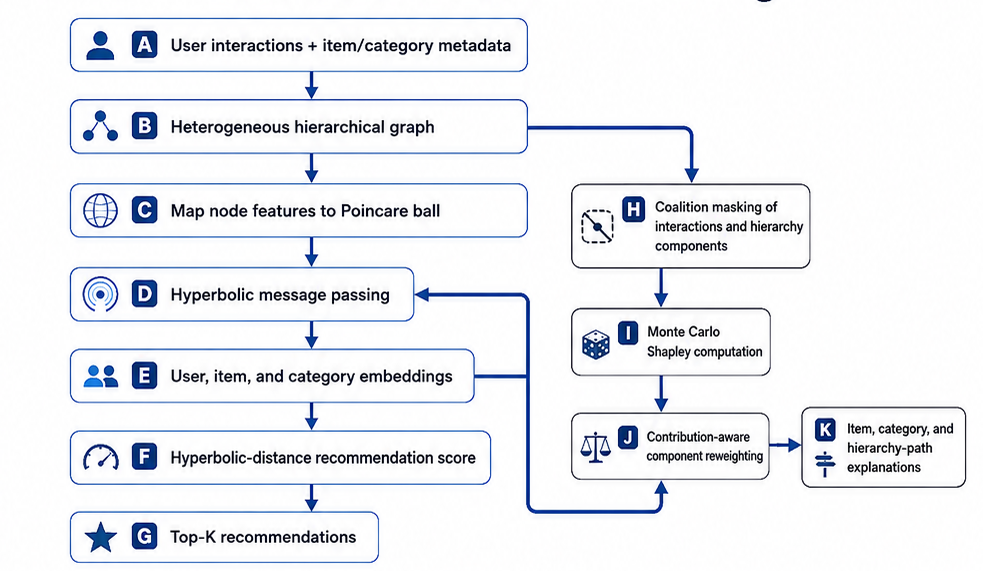 A User interactions + item/category metadata
B Heterogeneous hierarchical graph
C Map node features to Poincare ball
D Hyperbolic message passing
E User, item, and category embeddings
F Hyperbolic-distance recommendation score
G Top-K recommendations
H Coalition masking of
interactions and hierarchy
components
I Monte Carlo
Shapley computation
J Contribution-aware
component reweighting
K Item, category, and
hierarchy-path
explanations